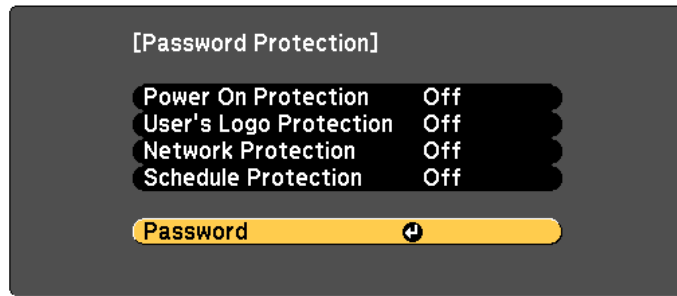 [Password Protection]
Power On Protection Off
User's Logo Protection Off
Network Protection Off
Schedule Protection Off
Password